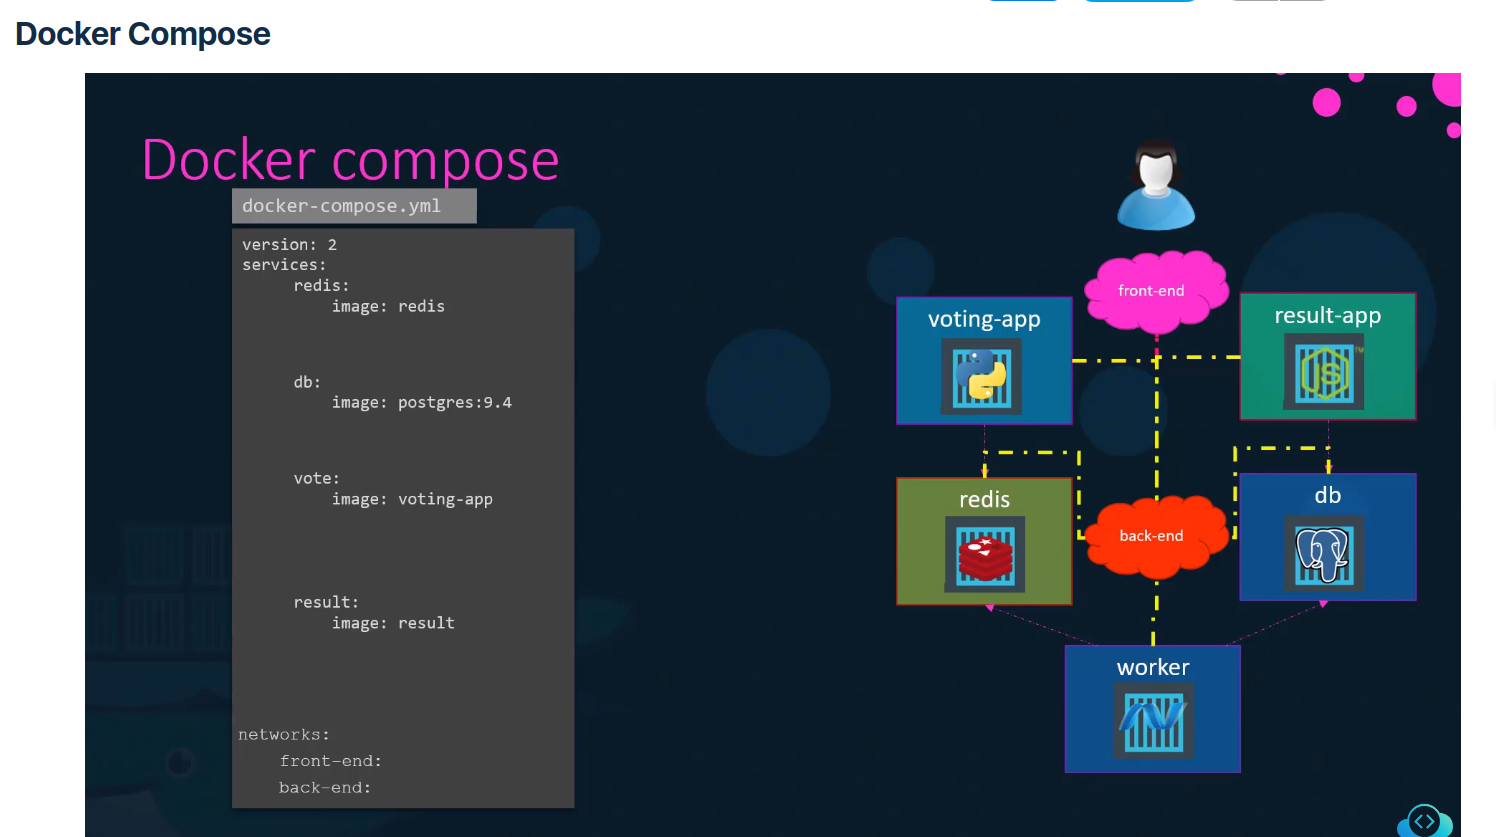 Docker Compose
Docker compose
docker-compose.yml
version: 2
services:
redis:
image: redis
db:
image: postgres:9.4
vote:
image: voting-app
result:
image: result
networks:
front-end:
back-end:
front-end
voting-app
result-app
JS
TM
redis
db
back-end
worker